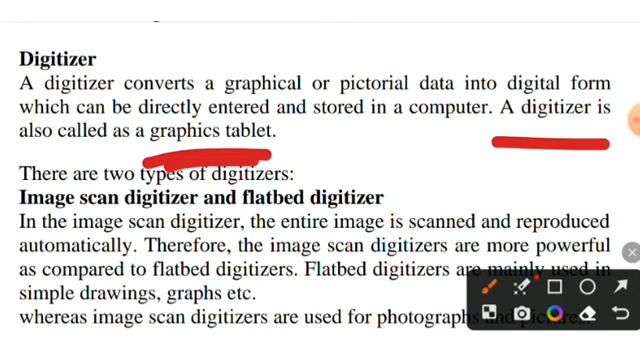 Digitizer
A digitizer converts a graphical or pictorial data into digital form
which can be directly entered and stored in a computer. A digitizer is
also called as a graphics tablet.
There are two types of digitizers:
Image scan digitizer and flatbed digitizer
In the image scan digitizer, the entire image is scanned and reproduced
automatically. Therefore, the image scan digitizers are more powerful
as compared to flatbed digitizers. Flatbed digitizers are mainly used in
simple drawings, graphs etc.
whereas image scan digitizers are used for photographs and pictures.